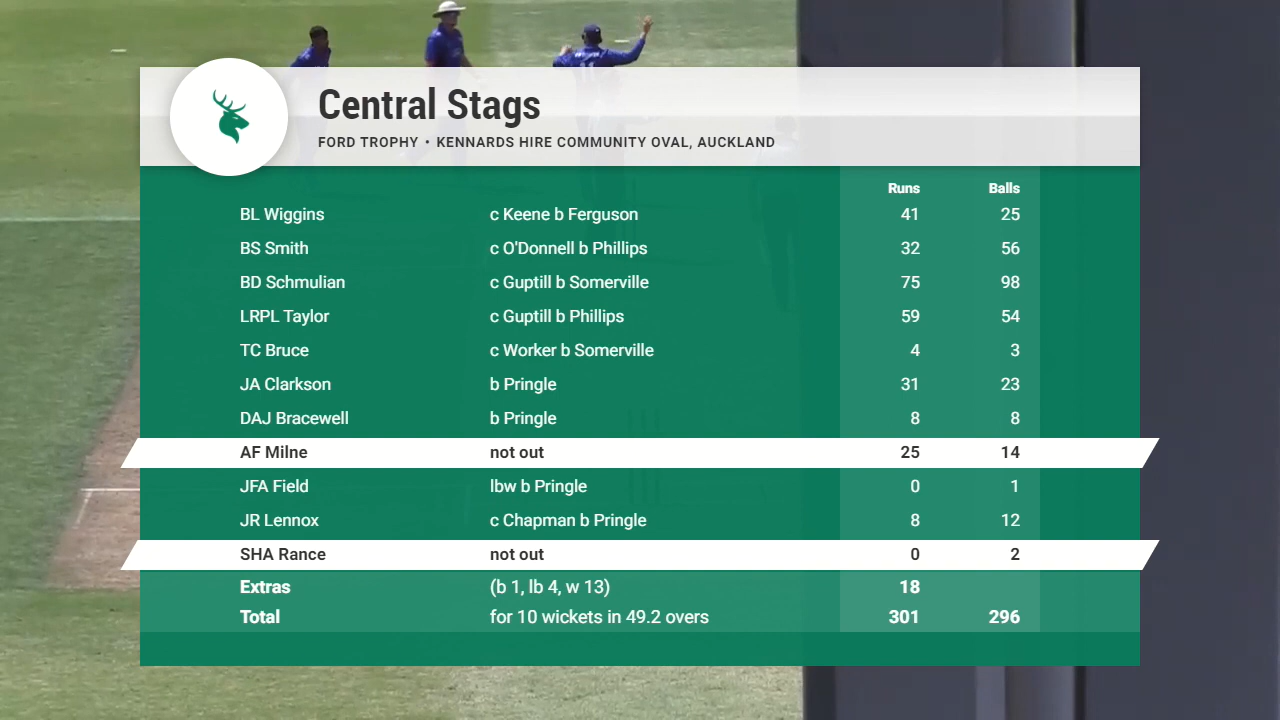 Central Stags
FORD TROPHY • KENNARDS HIRE COMMUNITY OVAL, AUCKLAND
Runs Balls
BL Wiggins c Keene b Ferguson 41 25
BS Smith c O'Donnell b Phillips 32 56
BD Schmulian c Guptill b Somerville 75 98
LRPL Taylor c Guptill b Phillips 59 54
TC Bruce c Worker b Somerville 4 3
JA Clarkson b Pringle 31 23
DAJ Bracewell b Pringle 8 8
AF Milne not out 25 14
JFA Field lbw b Pringle 0 1
JR Lennox c Chapman b Pringle 8 12
SHA Rance not out 0 2
Extras (b 1, lb 4, w 13) 18
Total for 10 wickets in 49.2 overs 301 296